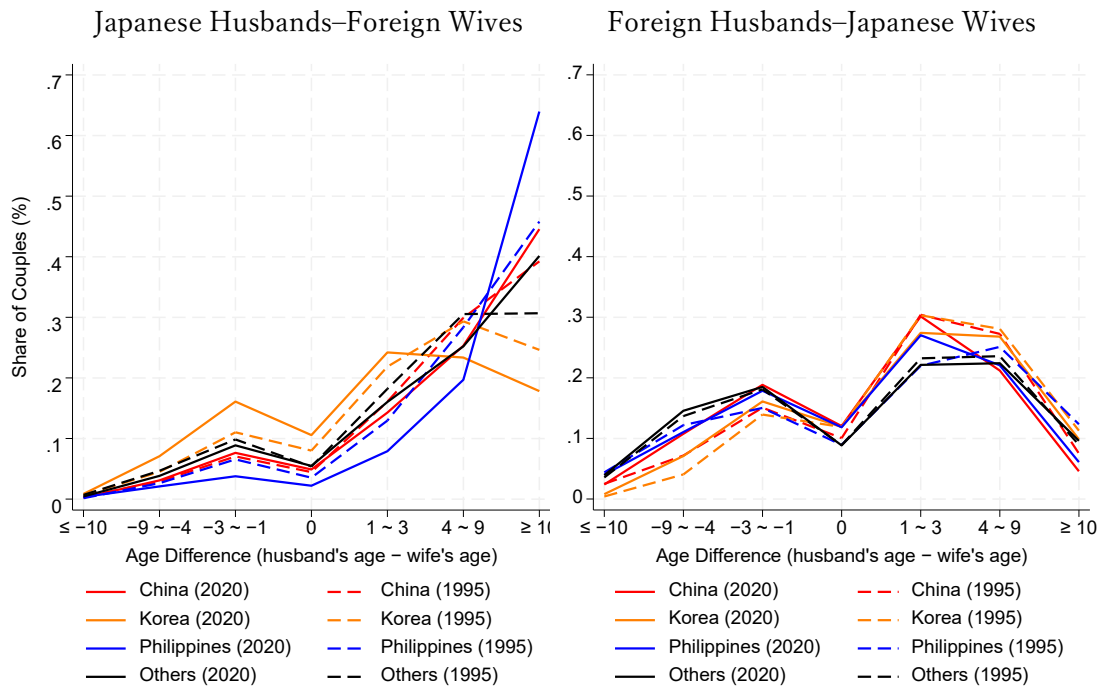 Japanese Husbands–Foreign Wives
Share of Couples (%)
.7
.6
.5
.4
.3
.2
.1
0
≤ −10 −9 ~ −4 −3 ~ −1 0 1 ~ 3 4 ~ 9 ≥ 10
Age Difference (husband's age − wife's age)
China (2020) China (1995)
Korea (2020) Korea (1995)
Philippines (2020) Philippines (1995)
Others (2020) Others (1995)
Foreign Husbands–Japanese Wives
.7
.6
.5
.4
.3
.2
.1
0
≤ −10 −9 ~ −4 −3 ~ −1 0 1 ~ 3 4 ~ 9 ≥ 10
Age Difference (husband's age − wife's age)
China (2020) China (1995)
Korea (2020) Korea (1995)
Philippines (2020) Philippines (1995)
Others (2020) Others (1995)